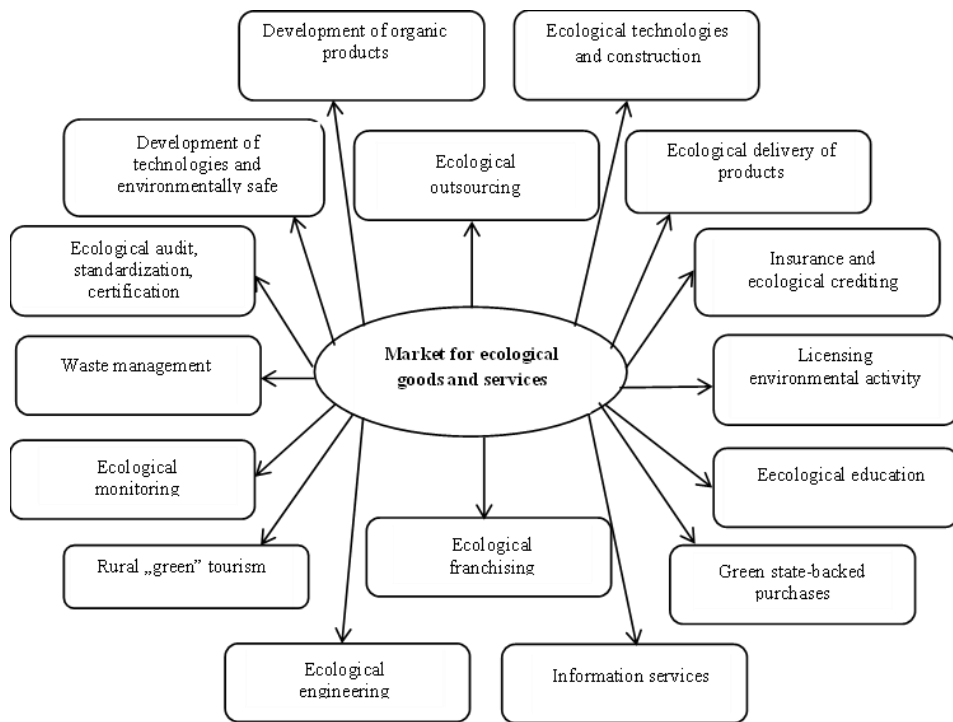 Development of organic
products
Ecological technologies
and construction
Development of
technologies and
environmentally safe
Ecological
outsourcing
Ecological delivery of
products
Ecological audit,
standardization,
certification
Insurance and
ecological crediting
Market for ecological
goods and services
Waste management
Licensing
environmental activity
Ecological
monitoring
Eecological education
Rural „green” tourism
Ecological
franchising
Green state-backed
purchases
Ecological
engineering
Information services